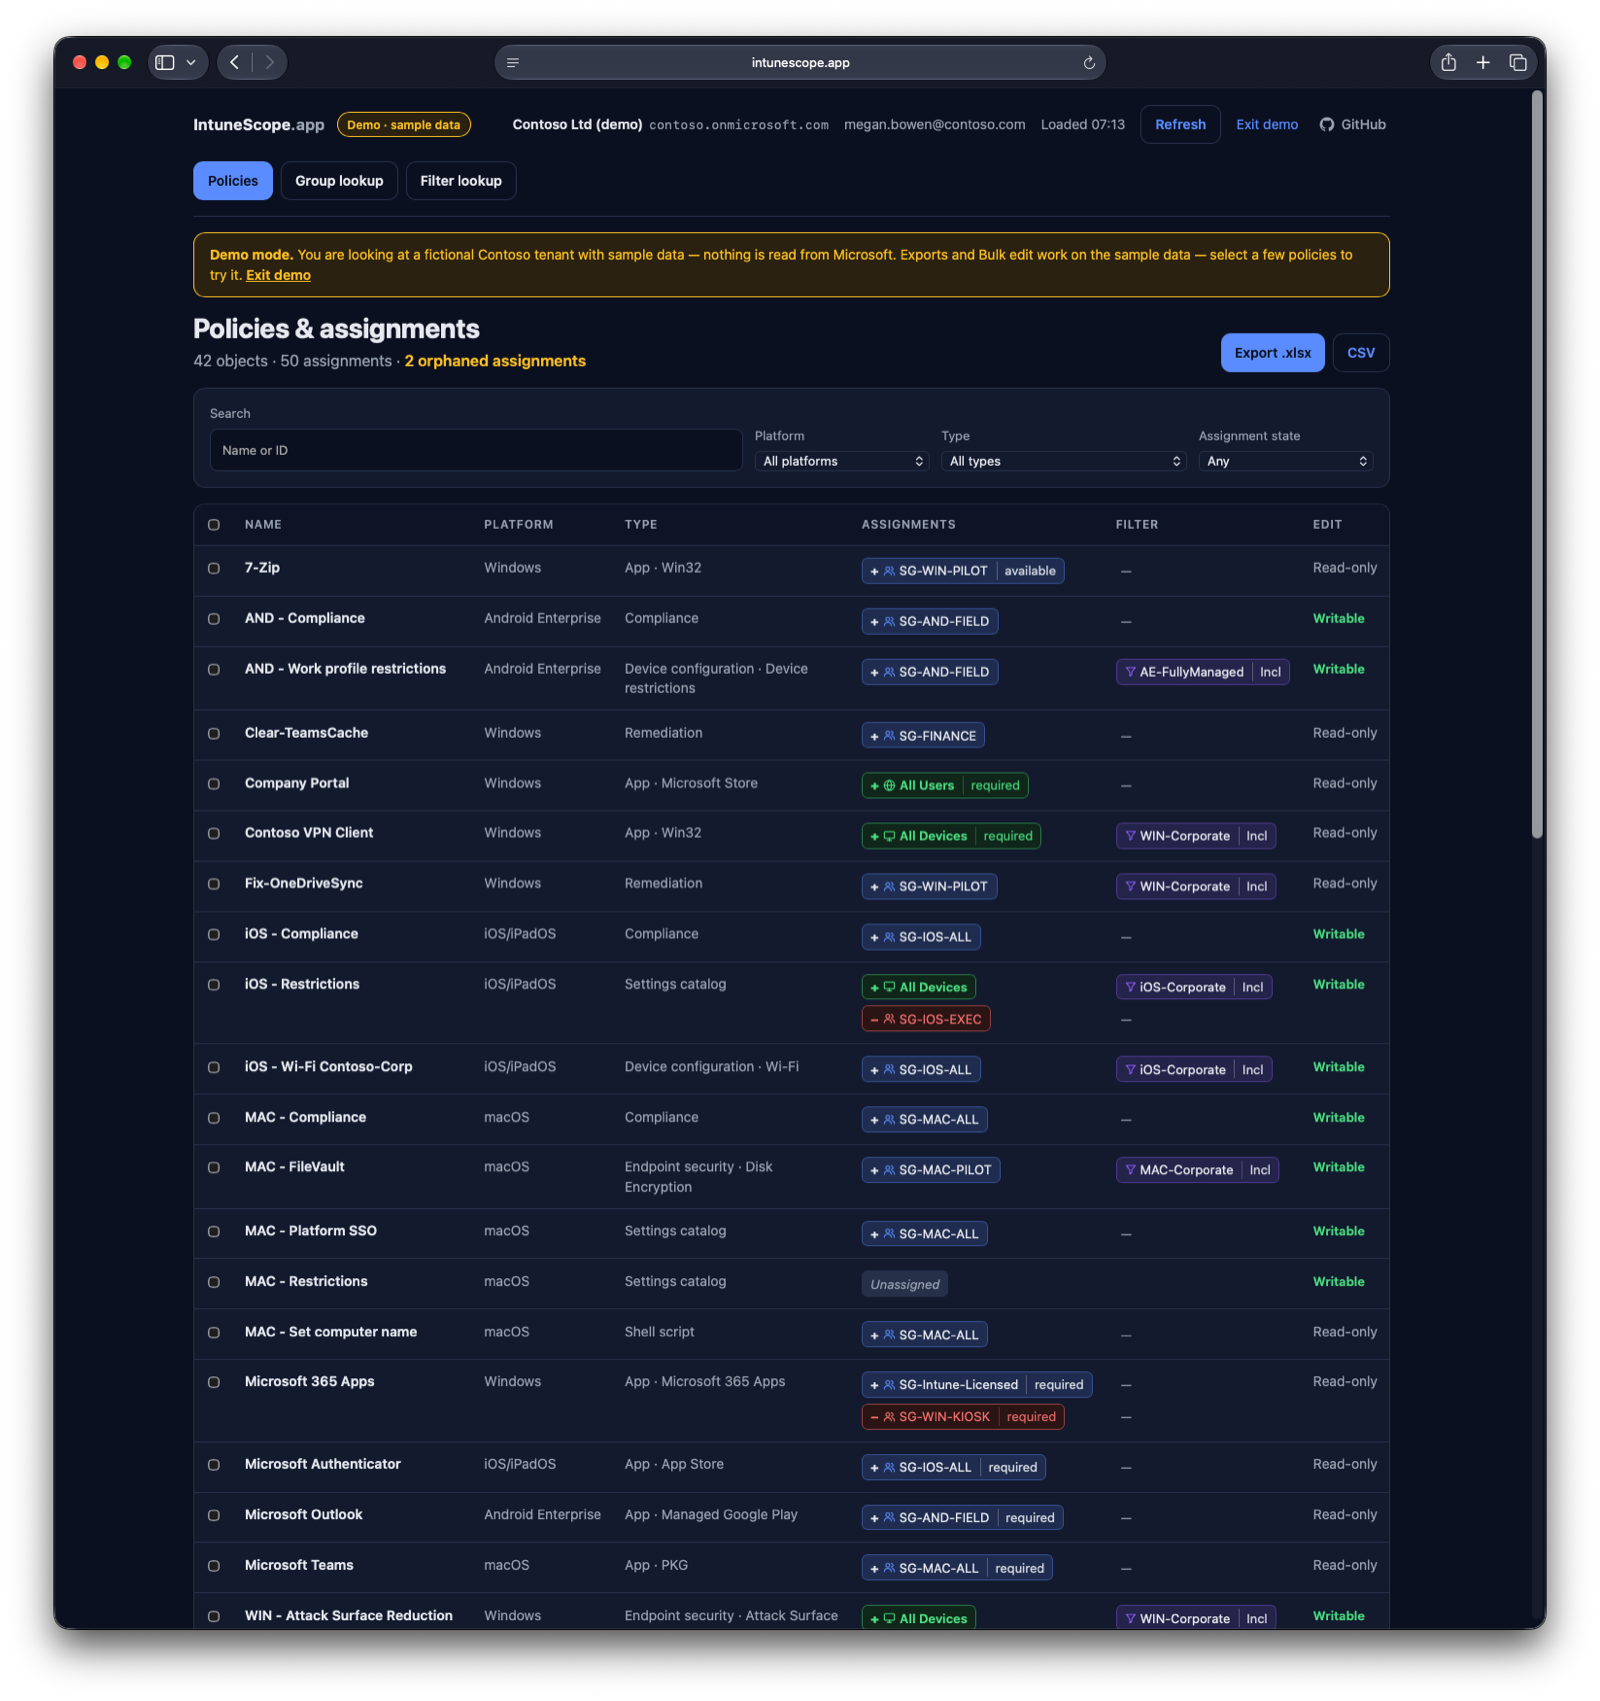 intunescope.app
IntuneScope.app
Demo · sample data
Contoso Ltd (demo) contoso.onmicrosoft.com
megan.bowen@contoso.com
Loaded 07:13
Refresh
Exit demo
GitHub
Policies
Group lookup
Filter lookup
Demo mode. You are looking at a fictional Contoso tenant with sample data — nothing is read from Microsoft. Exports and Bulk edit work on the sample data — select a few policies to
try it. Exit demo
Policies & assignments
42 objects · 50 assignments · 2 orphaned assignments
Export .xlsx
CSV
Search
Name or ID
Platform
All platforms
Type
All types
Assignment state
Any
NAME PLATFORM TYPE ASSIGNMENTS FILTER EDIT
7-Zip Windows App · Win32 + SG-WIN-PILOT available — Read-only
AND - Compliance Android Enterprise Compliance + SG-AND-FIELD — Writable
AND - Work profile restrictions Android Enterprise Device configuration · Device + SG-AND-FIELD AE-FullyManaged Incl Writable
restrictions
Clear-TeamsCache Windows Remediation + SG-FINANCE — Read-only
Company Portal Windows App · Microsoft Store + All Users required — Read-only
Contoso VPN Client Windows App · Win32 + All Devices required WIN-Corporate Incl Read-only
Fix-OneDriveSync Windows Remediation + SG-WIN-PILOT WIN-Corporate Incl Read-only
iOS - Compliance iOS/iPadOS Compliance + SG-IOS-ALL — Writable
iOS - Restrictions iOS/iPadOS Settings catalog + All Devices iOS-Corporate Incl Writable
− SG-IOS-EXEC —
iOS - Wi-Fi Contoso-Corp iOS/iPadOS Device configuration · Wi-Fi + SG-IOS-ALL iOS-Corporate Incl Writable
MAC - Compliance macOS Compliance + SG-MAC-ALL — Writable
MAC - FileVault macOS Endpoint security · Disk + SG-MAC-PILOT MAC-Corporate Incl Writable
Encryption
MAC - Platform SSO macOS Settings catalog + SG-MAC-ALL — Writable
MAC - Restrictions macOS Settings catalog Unassigned Writable
MAC - Set computer name macOS Shell script + SG-MAC-ALL — Read-only
Microsoft 365 Apps Windows App · Microsoft 365 Apps + SG-Intune-Licensed required — Read-only
− SG-WIN-KIOSK required —
Microsoft Authenticator iOS/iPadOS App · App Store + SG-IOS-ALL required — Read-only
Microsoft Outlook Android Enterprise App · Managed Google Play + SG-AND-FIELD required — Read-only
Microsoft Teams macOS App · PKG + SG-MAC-ALL required — Read-only
WIN - Attack Surface Reduction Windows Endpoint security · Attack Surface + All Devices WIN-Corporate Incl Writable